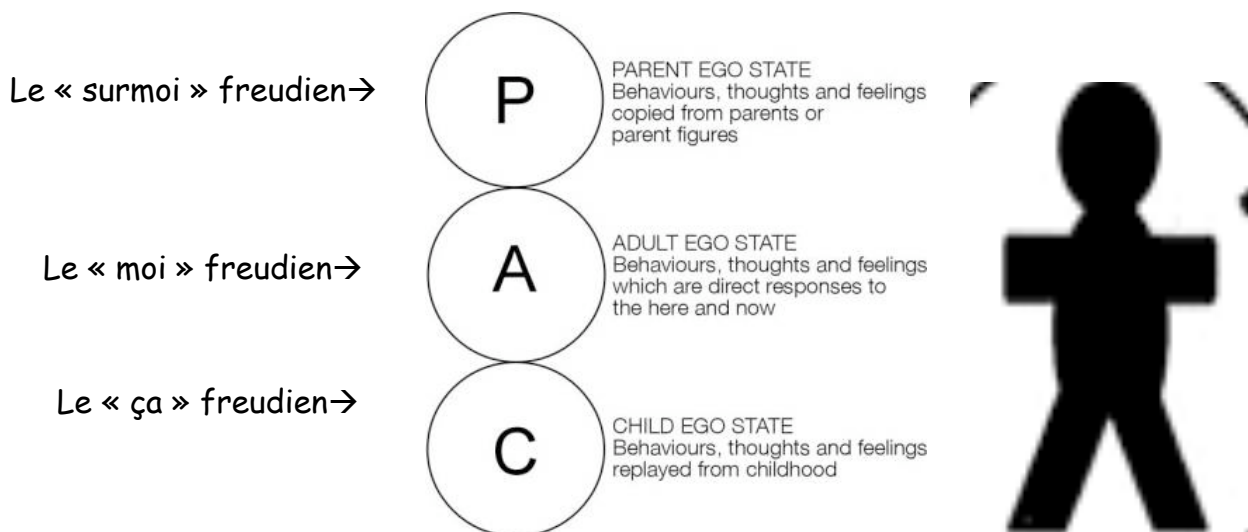 Le « surmoi » freudien→
P
PARENT EGO STATE
Behaviours, thoughts and feelings
copied from parents or
parent figures
Le « moi » freudien→
A
ADULT EGO STATE
Behaviours, thoughts and feelings
which are direct responses to
the here and now
Le « ça » freudien→
C
CHILD EGO STATE
Behaviours, thoughts and feelings
replayed from childhood